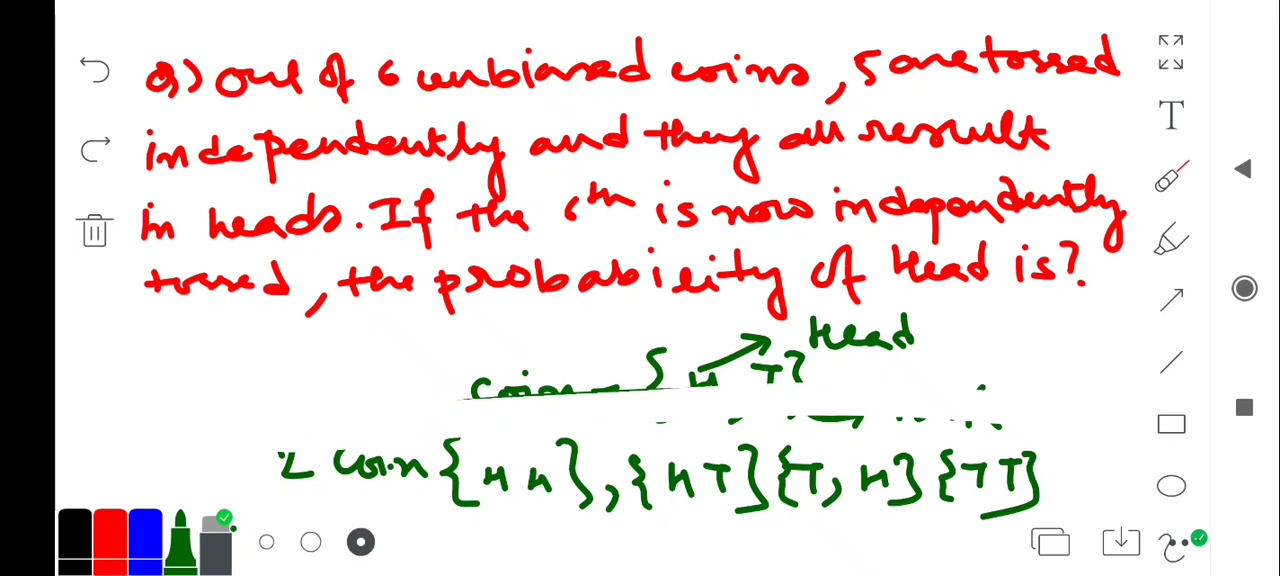 Q) Out of 6 unbiased coins, 5 are tossed
independently and they all result
in heads. If the 6th is now independently
tossed, the probability of Head is?
Head
coin - { H T }
2 coin {H H}, {H T} {T, H} {T T}
T